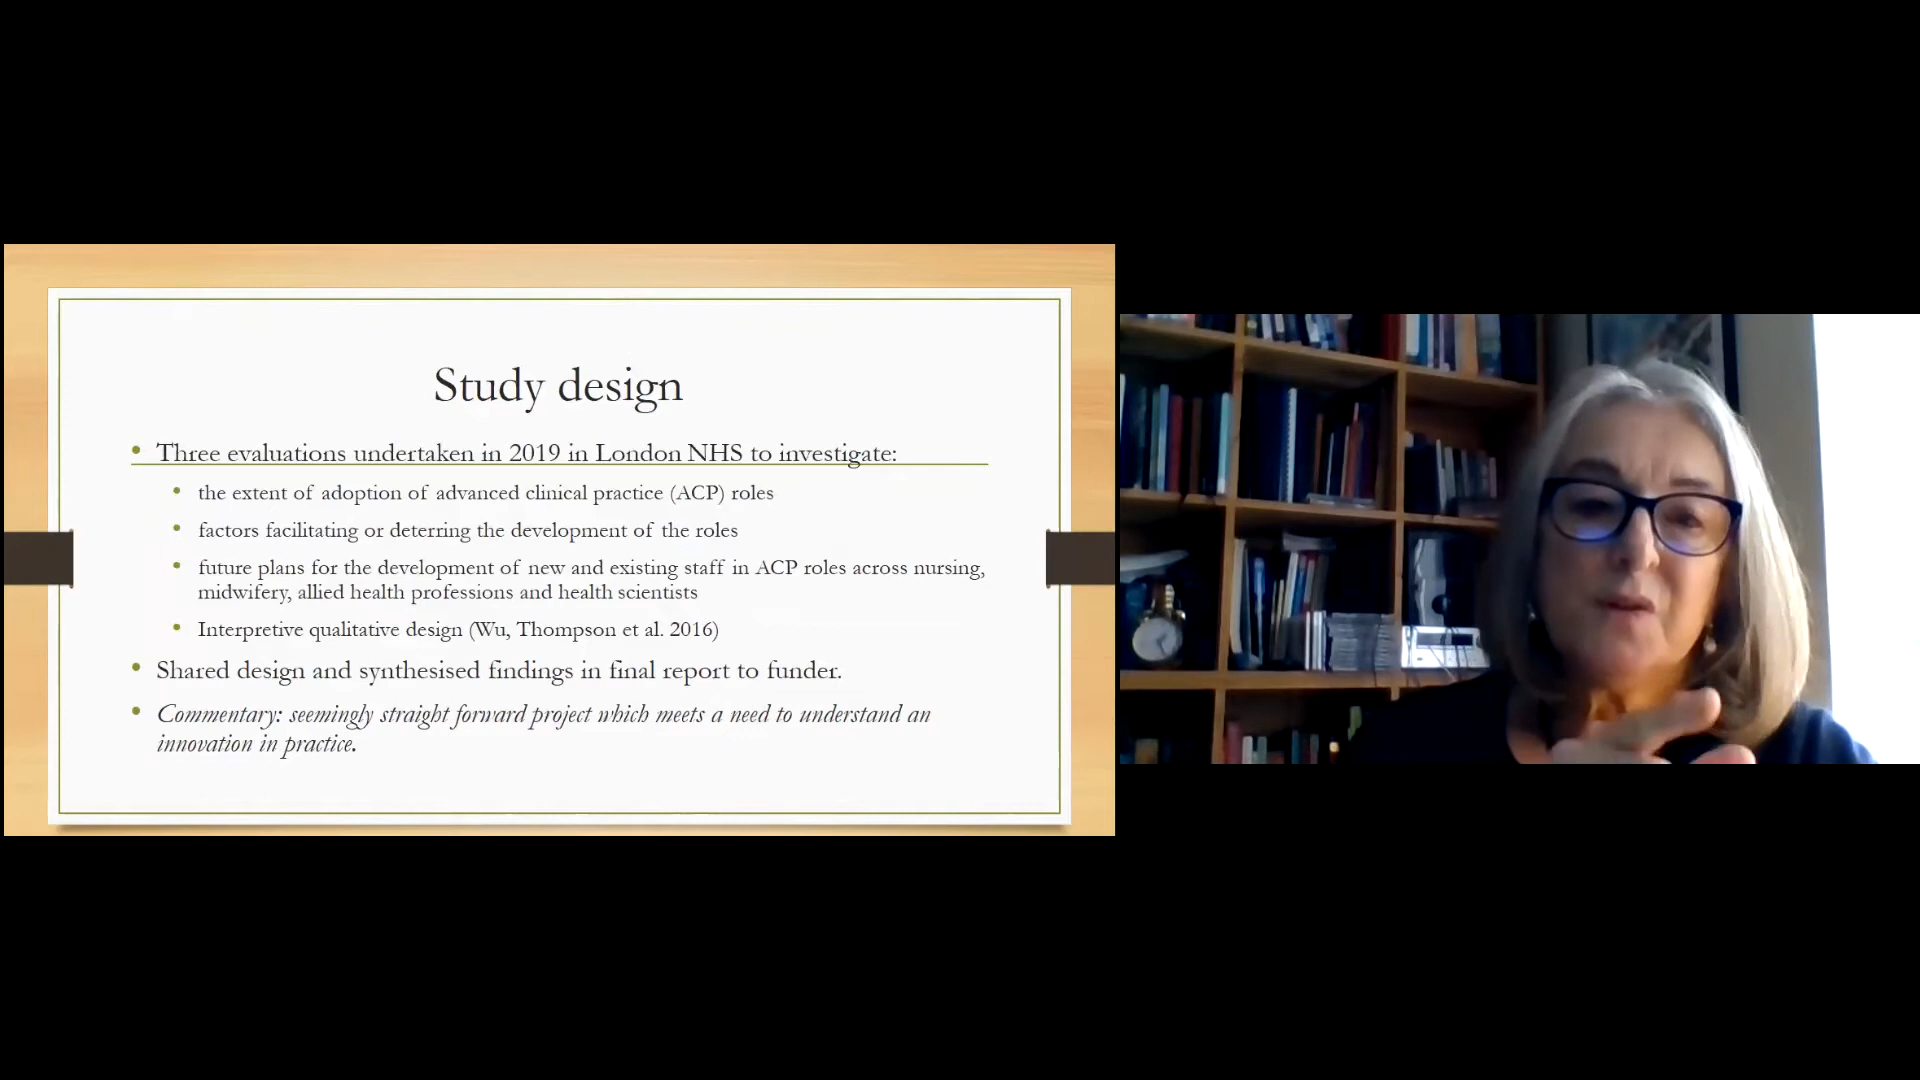 Study design
• Three evaluations undertaken in 2019 in London NHS to investigate:
• the extent of adoption of advanced clinical practice (ACP) roles
• factors facilitating or deterring the development of the roles
• future plans for the development of new and existing staff in ACP roles across nursing,
midwifery, allied health professions and health scientists
• Interpretive qualitative design (Wu, Thompson et al. 2016)
• Shared design and synthesised findings in final report to funder.
• Commentary: seemingly straight forward project which meets a need to understand an
innovation in practice.